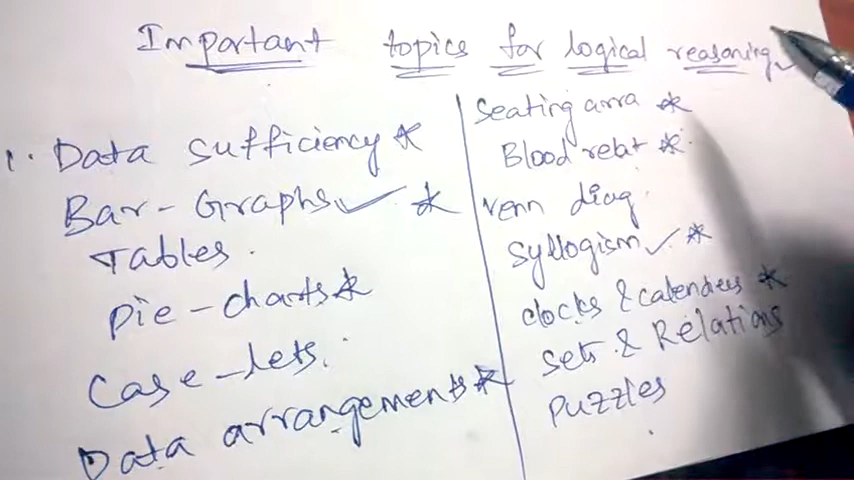 Important topics for logical reasoning
1. Data sufficiency *
Bar-Graphs ✓ *
Tables.
Pie-charts *
Case-lets.
Data arrangements *
Seating arra *
Blood relat *
Venn diag.
Syllogism ✓ *
Clocks & calenders *
Sets & Relations
Puzzles